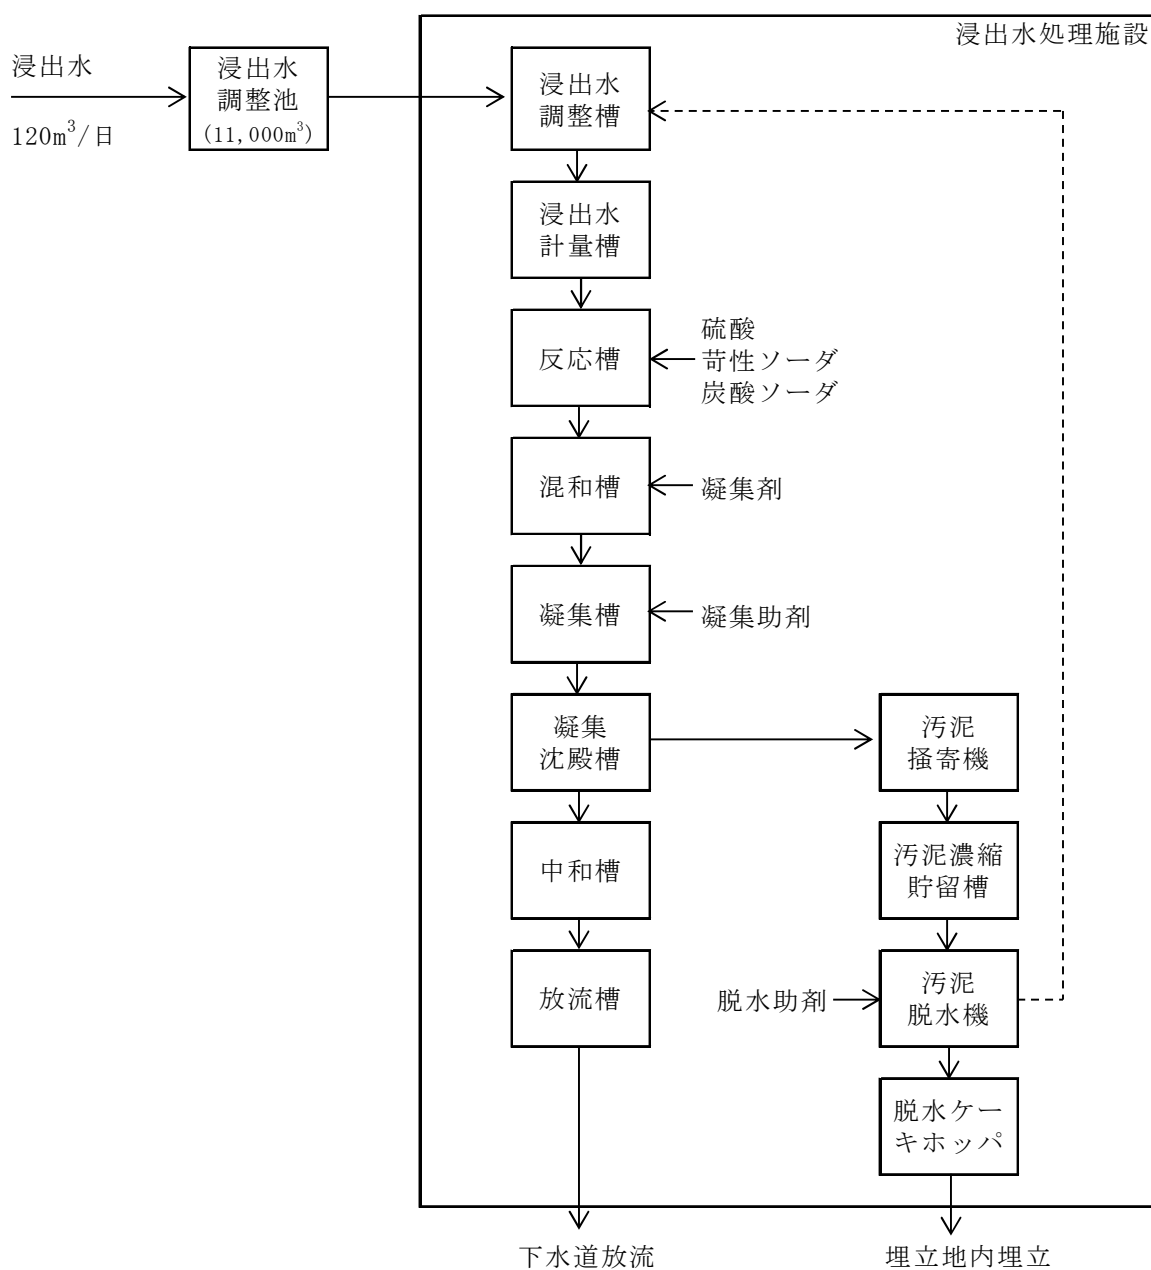 浸出水処理施設
浸出水
120m³/日
浸出水
調整池
(11,000m³)
浸出水
調整槽
浸出水
計量槽
反応槽
硫酸
苛性ソーダ
炭酸ソーダ
混和槽
凝集剤
凝集槽
凝集助剤
凝集
沈殿槽
汚泥
掻寄機
中和槽
汚泥濃縮
貯留槽
放流槽
脱水助剤
汚泥
脱水機
脱水ケー
キホッパ
下水道放流
埋立地内埋立